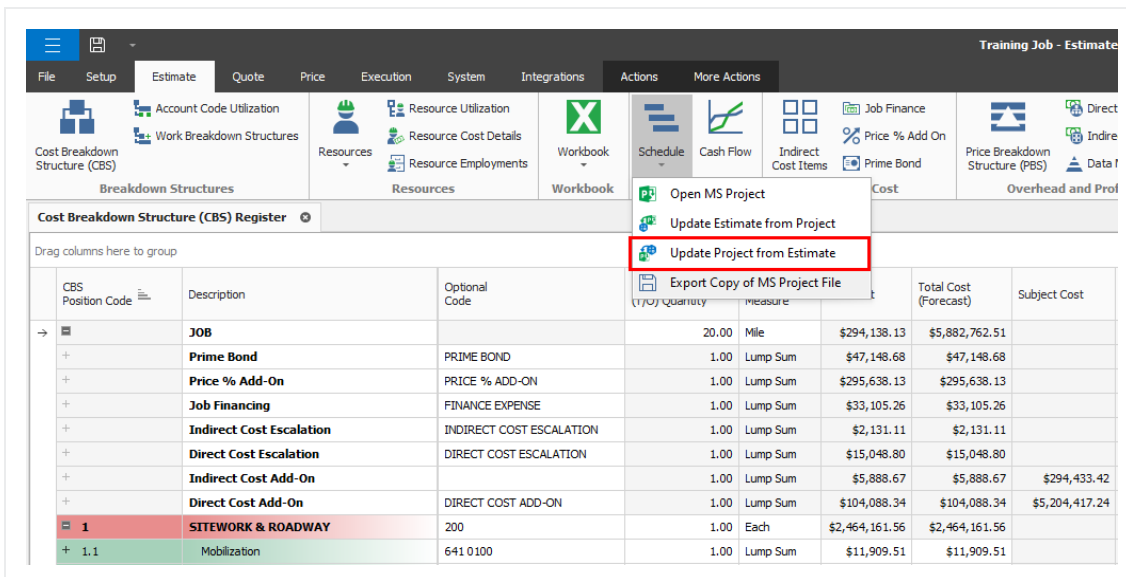 Training Job - Estimate
File Setup Estimate Quote Price Execution System Integrations Actions More Actions
Cost Breakdown
Structure (CBS)
Account Code Utilization
Work Breakdown Structures
Breakdown Structures
Resources
Resource Utilization
Resource Cost Details
Resource Employments
Resources
Workbook
Workbook
Schedule
Cash Flow
Indirect
Cost Items
Job Finance
Price % Add On
Prime Bond
Cost
Price Breakdown
Structure (PBS)
Direct
Indire
Data
Overhead and Prof
Open MS Project
Update Estimate from Project
Update Project from Estimate
Export Copy of MS Project File
Cost Breakdown Structure (CBS) Register
Drag columns here to group
CBS
Position Code
Description
Optional
Code
(T/O) Quantity
Measure
Total Cost
(Forecast)
Subject Cost
JOB 20.00 Mile $294,138.13 $5,882,762.51
Prime Bond PRIME BOND 1.00 Lump Sum $47,148.68 $47,148.68
Price % Add-On PRICE % ADD-ON 1.00 Lump Sum $295,638.13 $295,638.13
Job Financing FINANCE EXPENSE 1.00 Lump Sum $33,105.26 $33,105.26
Indirect Cost Escalation INDIRECT COST ESCALATION 1.00 Lump Sum $2,131.11 $2,131.11
Direct Cost Escalation DIRECT COST ESCALATION 1.00 Lump Sum $15,048.80 $15,048.80
Indirect Cost Add-On 1.00 Lump Sum $5,888.67 $5,888.67 $294,433.42
Direct Cost Add-On DIRECT COST ADD-ON 1.00 Lump Sum $104,088.34 $104,088.34 $5,204,417.24
1 SITEWORK & ROADWAY 200 1.00 Each $2,464,161.56 $2,464,161.56
1.1 Mobilization 641 0100 1.00 Lump Sum $11,909.51 $11,909.51